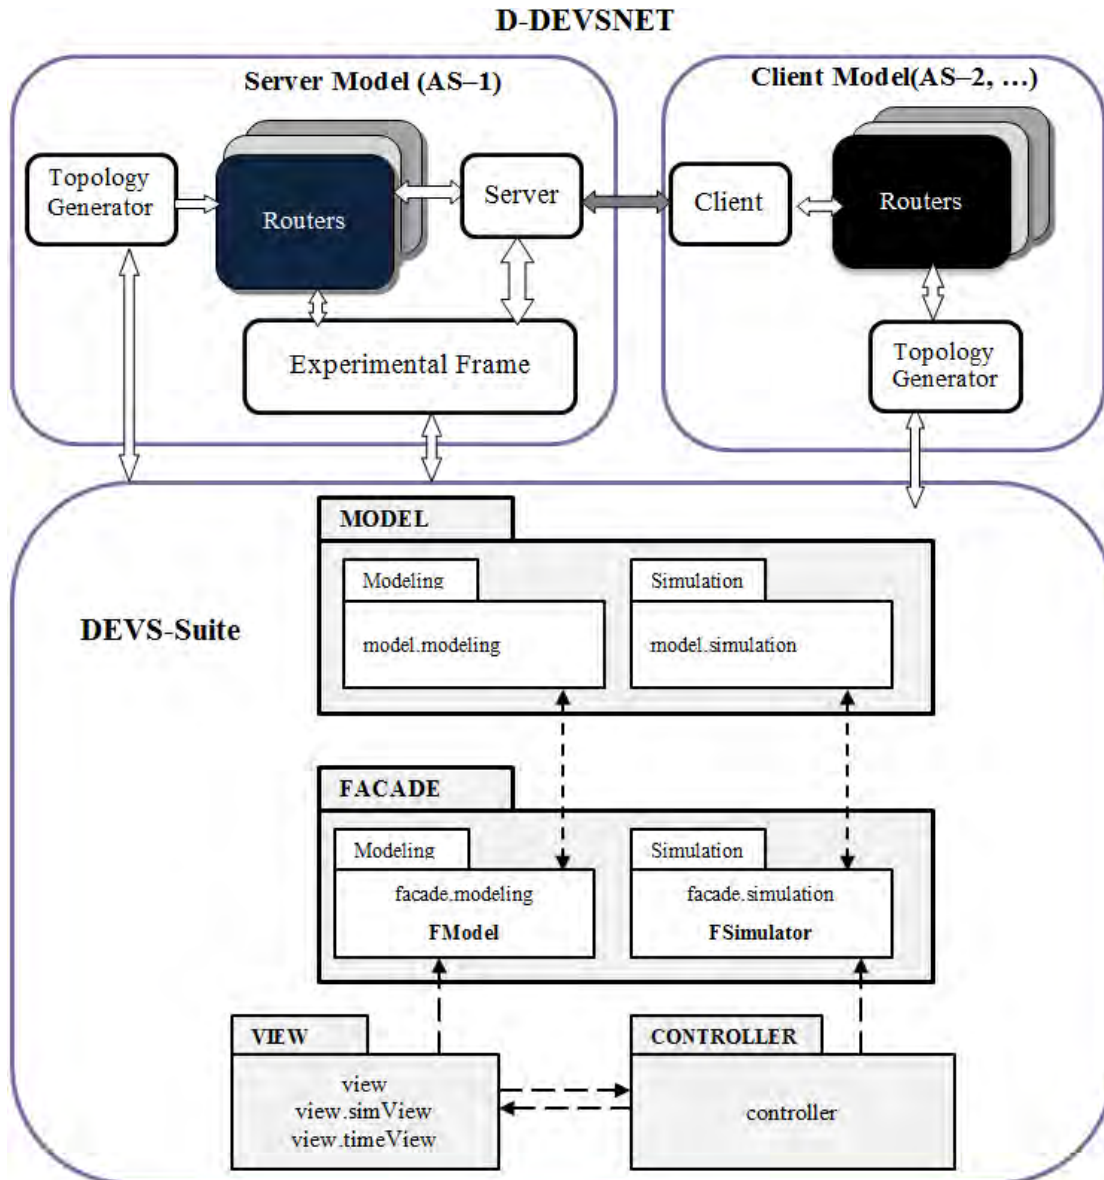 D-DEVSNET
Server Model (AS–1)
Topology
Generator
Routers
Server
Experimental Frame
Client Model(AS–2, ...)
Client
Routers
Topology
Generator
DEVS-Suite
MODEL
Modeling
model.modeling
Simulation
model.simulation
FACADE
Modeling
facade.modeling
FModel
Simulation
facade.simulation
FSimulator
VIEW
view
view.simView
view.timeView
CONTROLLER
controller